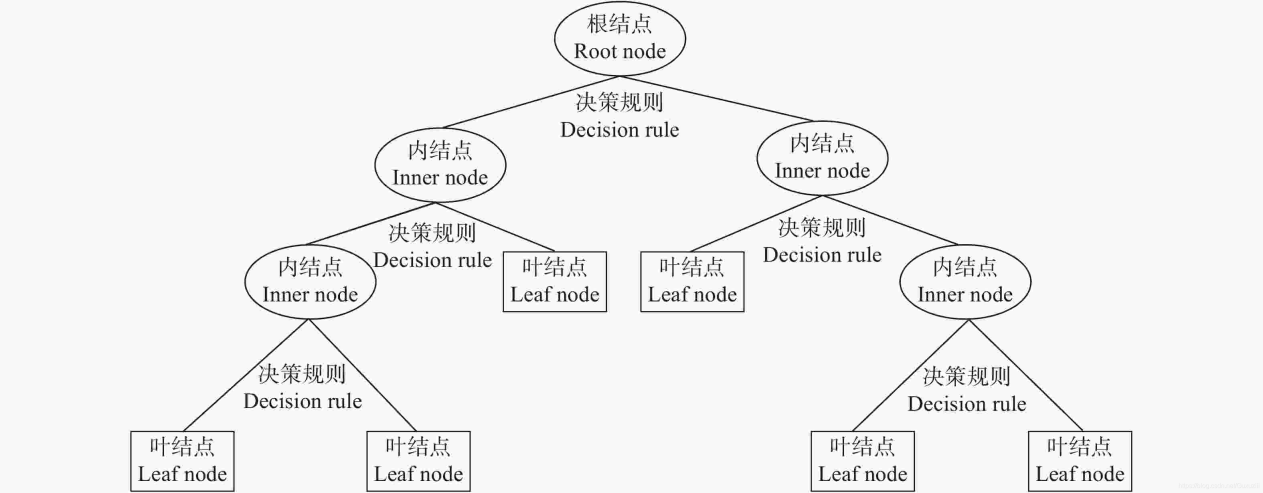 根结点
Root node
决策规则
Decision rule
内结点
Inner node
内结点
Inner node
决策规则
Decision rule
决策规则
Decision rule
内结点
Inner node
叶结点
Leaf node
叶结点
Leaf node
内结点
Inner node
决策规则
Decision rule
决策规则
Decision rule
叶结点
Leaf node
叶结点
Leaf node
叶结点
Leaf node
叶结点
Leaf node